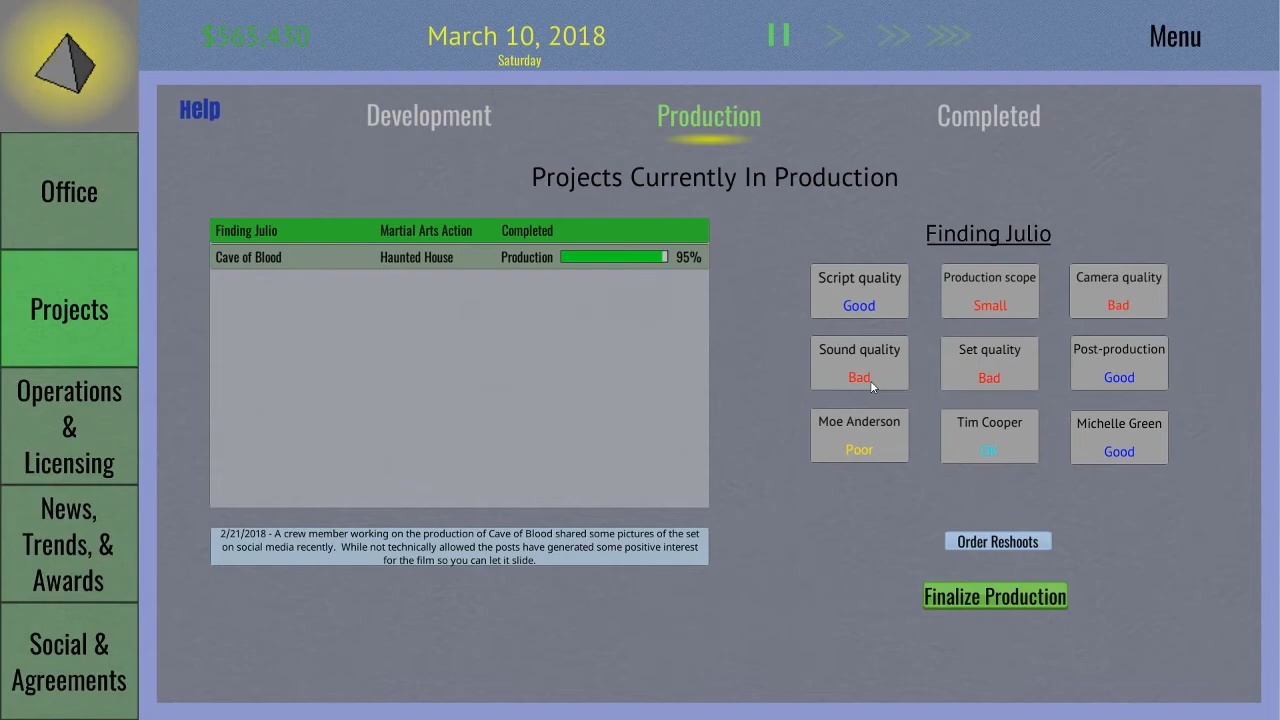 $565,430
March 10, 2018
Saturday
Menu
Help
Development
Production
Completed
Office
Projects
Operations
&
Licensing
News,
Trends, &
Awards
Social &
Agreements
Projects Currently In Production
Finding Julio Martial Arts Action Completed
Cave of Blood Haunted House Production 95%
2/21/2018 - A crew member working on the production of Cave of Blood shared some pictures of the set
on social media recently. While not technically allowed the posts have generated some positive interest
for the film so you can let it slide.
Finding Julio
Script quality
Good
Production scope
Small
Camera quality
Bad
Sound quality
Bad
Set quality
Bad
Post-production
Good
Moe Anderson
Poor
Tim Cooper
OK
Michelle Green
Good
Order Reshoots
Finalize Production